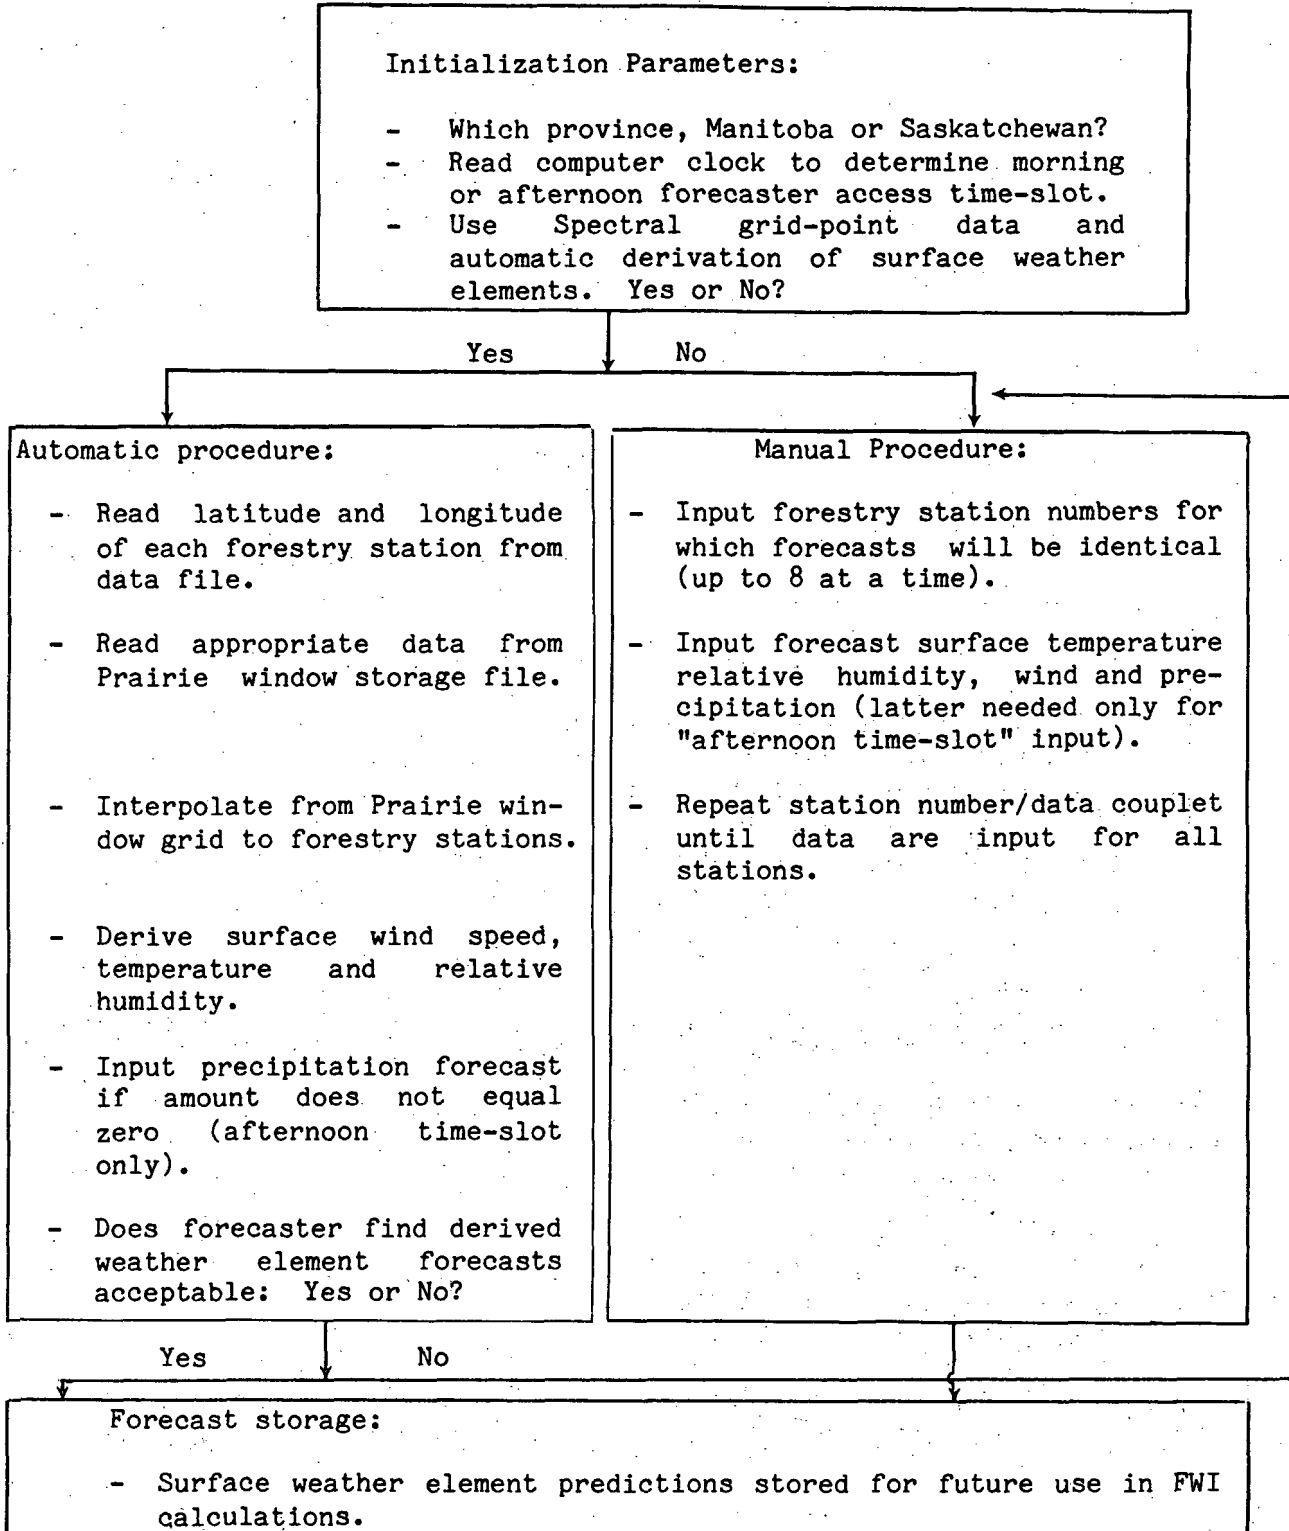 Initialization Parameters:
- Which province, Manitoba or Saskatchewan?
- Read computer clock to determine morning
or afternoon forecaster access time-slot.
- Use Spectral grid-point data and
automatic derivation of surface weather
elements. Yes or No?
Yes No
Automatic procedure:
- Read latitude and longitude
of each forestry station from
data file.
- Read appropriate data from
Prairie window storage file.
- Interpolate from Prairie win-
dow grid to forestry stations.
- Derive surface wind speed,
temperature and relative
humidity.
- Input precipitation forecast
if amount does not equal
zero (afternoon time-slot
only).
- Does forecaster find derived
weather element forecasts
acceptable: Yes or No?
Manual Procedure:
- Input forestry station numbers for
which forecasts will be identical
(up to 8 at a time).
- Input forecast surface temperature
relative humidity, wind and pre-
cipitation (latter needed only for
"afternoon time-slot" input).
- Repeat station number/data couplet
until data are input for all
stations.
Yes No
Forecast storage:
- Surface weather element predictions stored for future use in FWI
calculations.